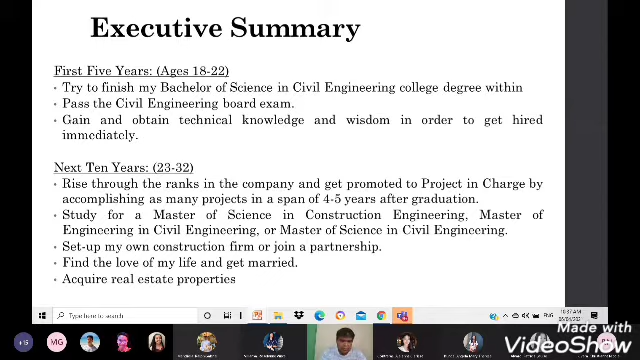 Executive Summary
First Five Years: (Ages 18-22)
• Try to finish my Bachelor of Science in Civil Engineering college degree within
• Pass the Civil Engineering board exam.
• Gain and obtain technical knowledge and wisdom in order to get hired
immediately.
Next Ten Years: (23-32)
• Rise through the ranks in the company and get promoted to Project in Charge by
accomplishing as many projects in a span of 4-5 years after graduation.
• Study for a Master of Science in Construction Engineering, Master of
Engineering in Civil Engineering, or Master of Science in Civil Engineering.
• Set-up my own construction firm or join a partnership.
• Find the love of my life and get married.
• Acquire real estate properties
Type here to search
ENG
10:37 AM
+15
MG
Made with
VideoShow